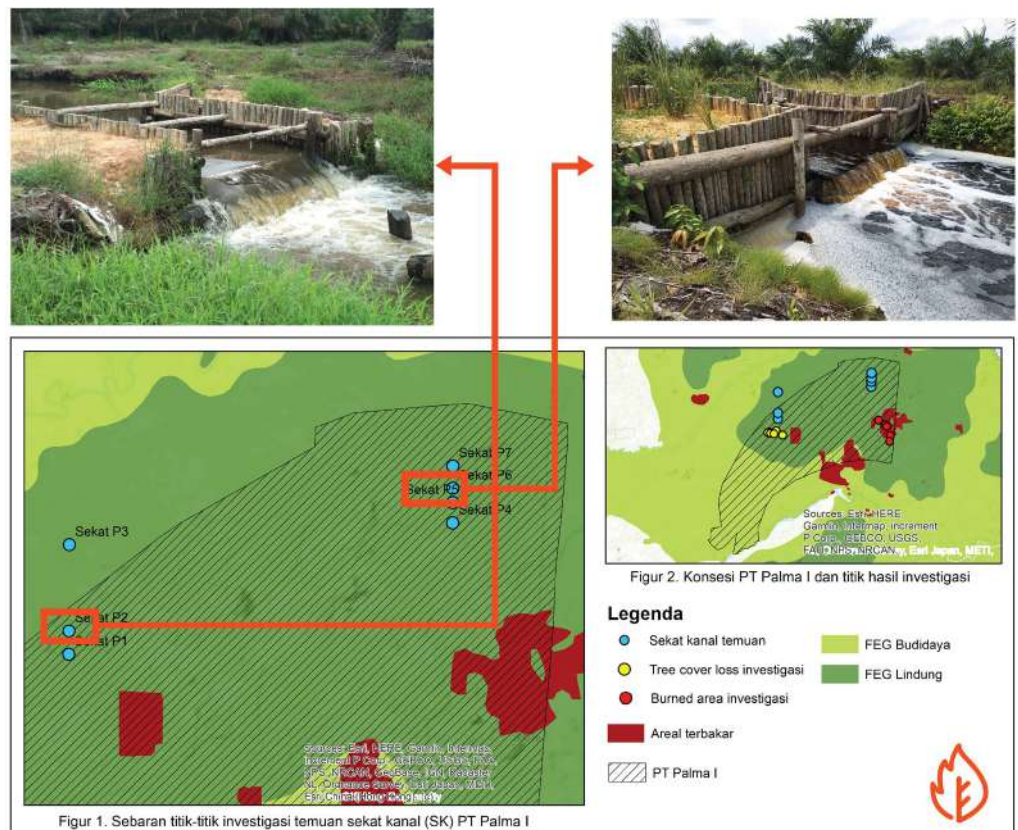 Sekat P7
Sekat P6
Sekat P5
Sekat P4
Sekat P3
Sekat P2
Sekat P1
Sources: Esri, HERE, Garmin, Intermap,
increment P Corp., GEBCO, USGS, FAO,
NPS, NRCAN, GeoBase, IGN, Kadaster
NL, Ordnance Survey, Esri Japan, METI,
Esri
Figur 1. Sebaran titik-titik investigasi temuan sekat kanal (SK) PT Palma I
Sources: Esri, HERE
Garmin, Intermap, increment
P Corp., GEBCO, USGS,
FAO, NPS, NRCAN, Esri Japan, METI,
Figur 2. Konsesi PT Palma I dan titik hasil investigasi
Legenda
Sekat kanal temuan
Tree cover loss investigasi
Burned area investigasi
Areal terbakar
PT Palma I
FEG Budidaya
FEG Lindung